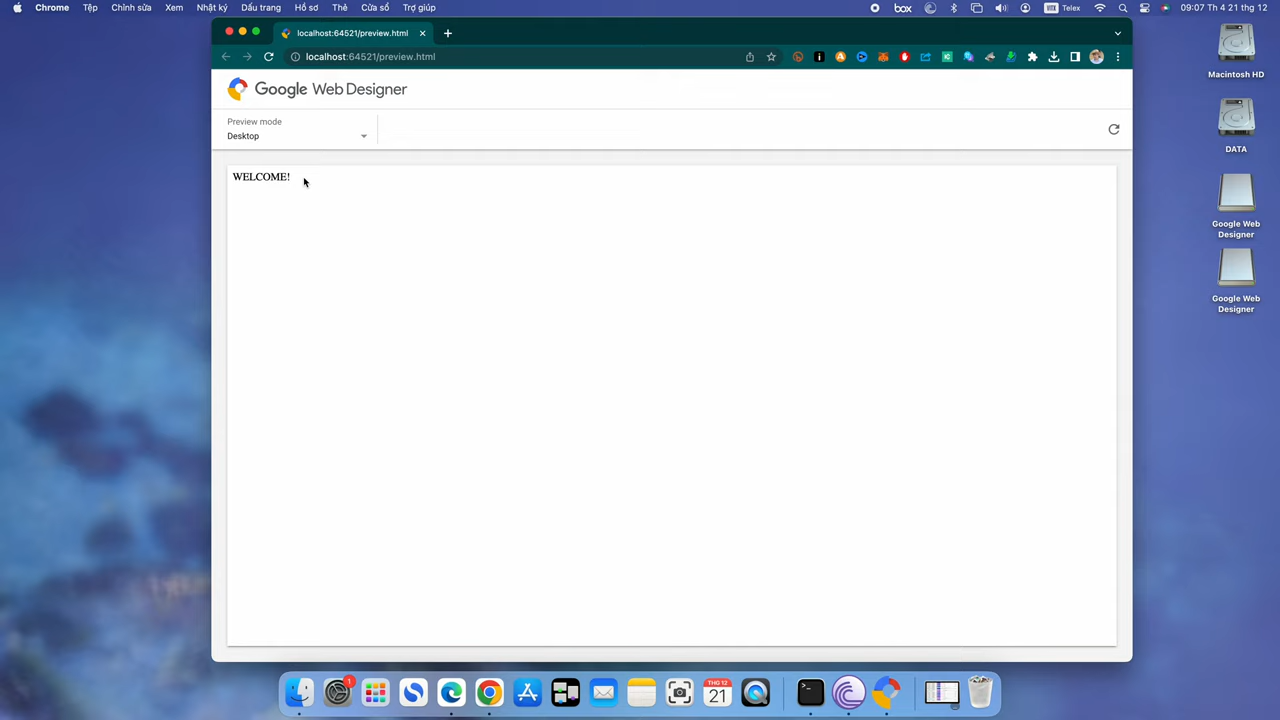 Chrome Tệp Chỉnh sửa Xem Nhật ký Dấu trang Hồ sơ Thẻ Cửa sổ Trợ giúp box VTEX Telex 09:07 Th 4 21 thg 12
localhost:64521/preview.html
localhost:64521/preview.html
Google Web Designer
Preview mode
Desktop
WELCOME!
Macintosh HD
DATA
Google Web
Designer
Google Web
Designer
1
THG 12
21